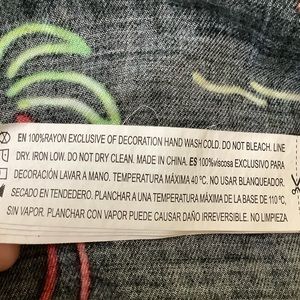 EN 100%RAYON EXCLUSIVE OF DECORATION HAND WASH COLD. DO NOT BLEACH. LINE
DRY. IRON LOW. DO NOT DRY CLEAN. MADE IN CHINA. ES 100%viscosa EXCLUSIVO PARA
DECORACIÓN LAVAR A MANO. TEMPERATURA MÁXIMA 40 ºC. NO USAR BLANQUEADOR.
SECADO EN TENDEDERO. PLANCHAR A UNA TEMPERATURA MÁXIMA DE LA BASE DE 110 ºC
SIN VAPOR. PLANCHAR CON VAPOR PUEDE CAUSAR DAÑO IRREVERSIBLE. NO LIMPIEZA